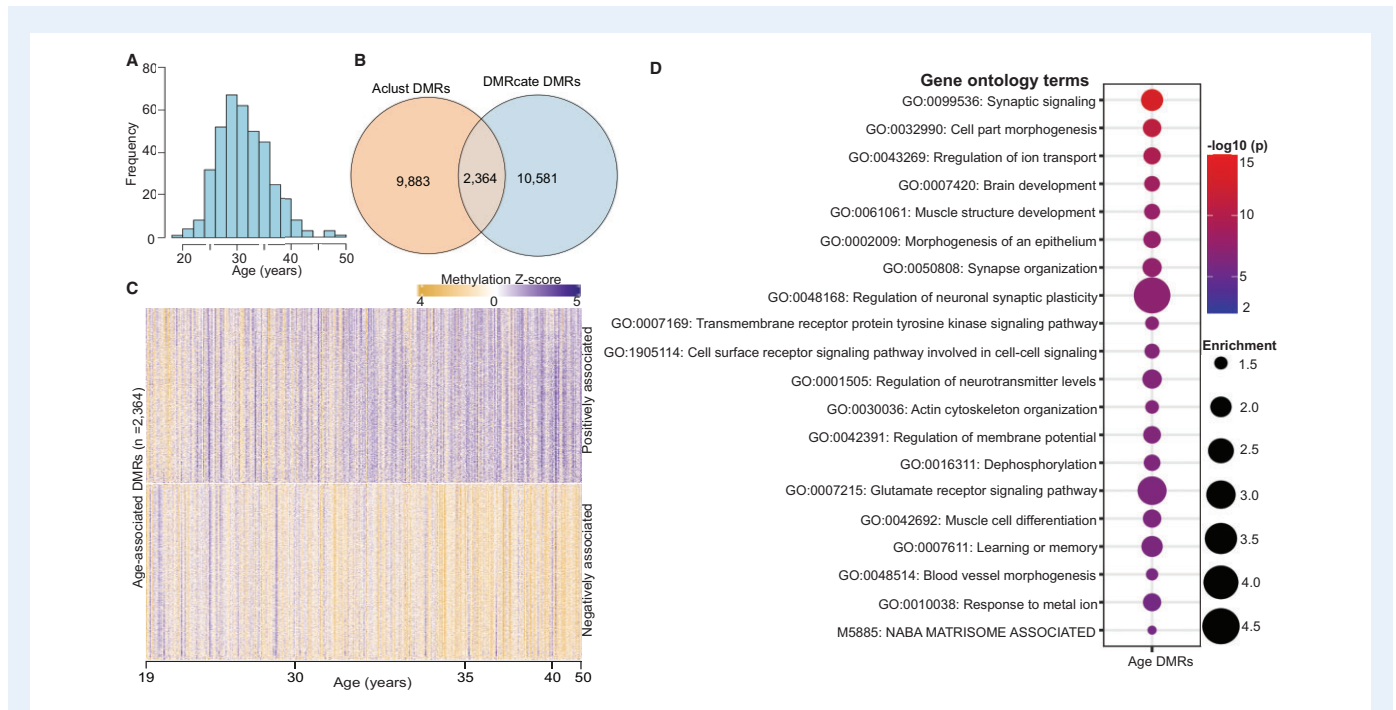 A
80
60
40
20
0
Frequency
20
30
40
50
Age (years)
B
Aclust DMRs
DMRcate DMRs
9,883
2,364
10,581
C
Methylation Z-score
4
0
5
Age-associated DMRs (n =2,364)
Positively associated
Negatively associated
19
30
35
40
50
Age (years)
D
Gene ontology terms
GO:0099536: Synaptic signaling
GO:0032990: Cell part morphogenesis
GO:0043269: Rregulation of ion transport
GO:0007420: Brain development
GO:0061061: Muscle structure development
GO:0002009: Morphogenesis of an epithelium
GO:0050808: Synapse organization
GO:0048168: Regulation of neuronal synaptic plasticity
GO:0007169: Transmembrane receptor protein tyrosine kinase signaling pathway
GO:1905114: Cell surface receptor signaling pathway involved in cell-cell signaling
GO:0001505: Regulation of neurotransmitter levels
GO:0030036: Actin cytoskeleton organization
GO:0042391: Regulation of membrane potential
GO:0016311: Dephosphorylation
GO:0007215: Glutamate receptor signaling pathway
GO:0042692: Muscle cell differentiation
GO:0007611: Learning or memory
GO:0048514: Blood vessel morphogenesis
GO:0010038: Response to metal ion
M5885: NABA MATRISOME ASSOCIATED
Age DMRs
-log10 (p)
15
10
5
2
Enrichment
1.5
2.0
2.5
3.0
3.5
4.0
4.5